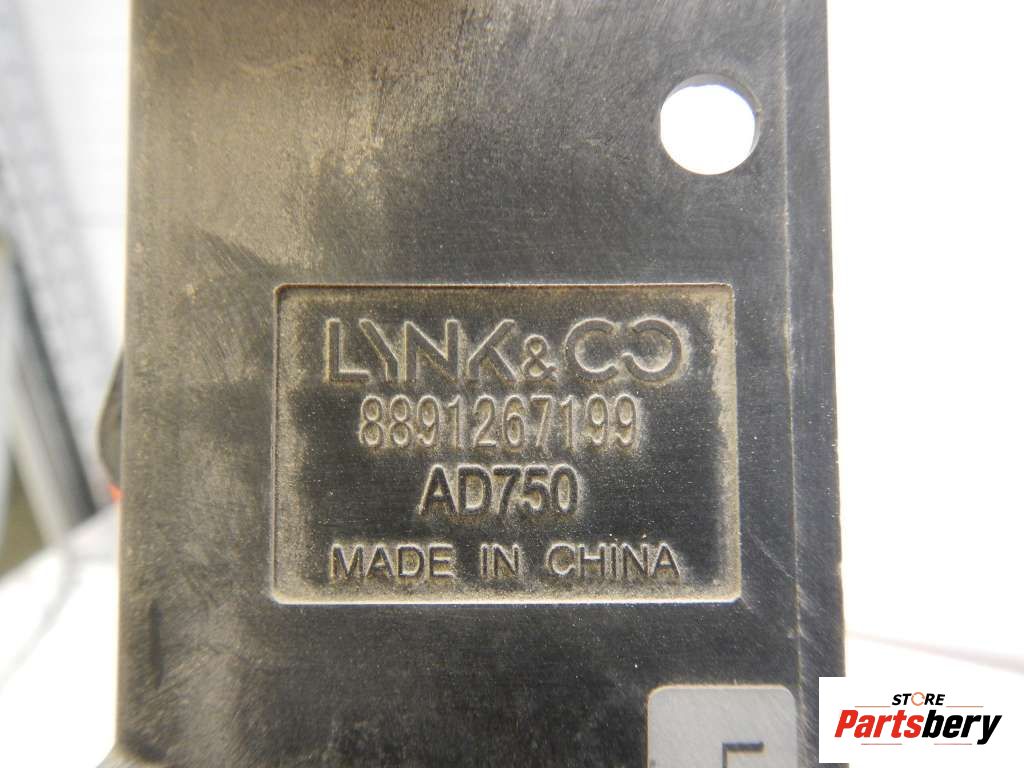 LYNK & CO
8891267199
AD750
MADE IN CHINA
STORE
Partsbery